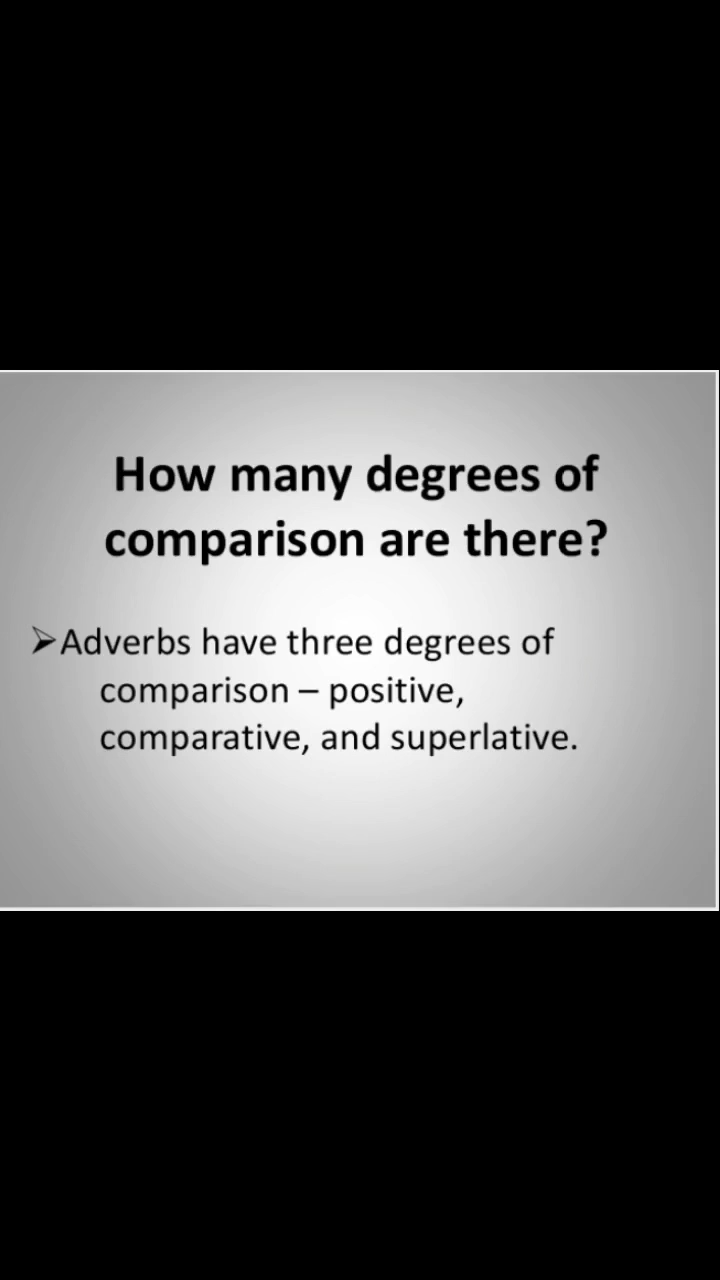 How many degrees of
comparison are there?
➢Adverbs have three degrees of
comparison – positive,
comparative, and superlative.